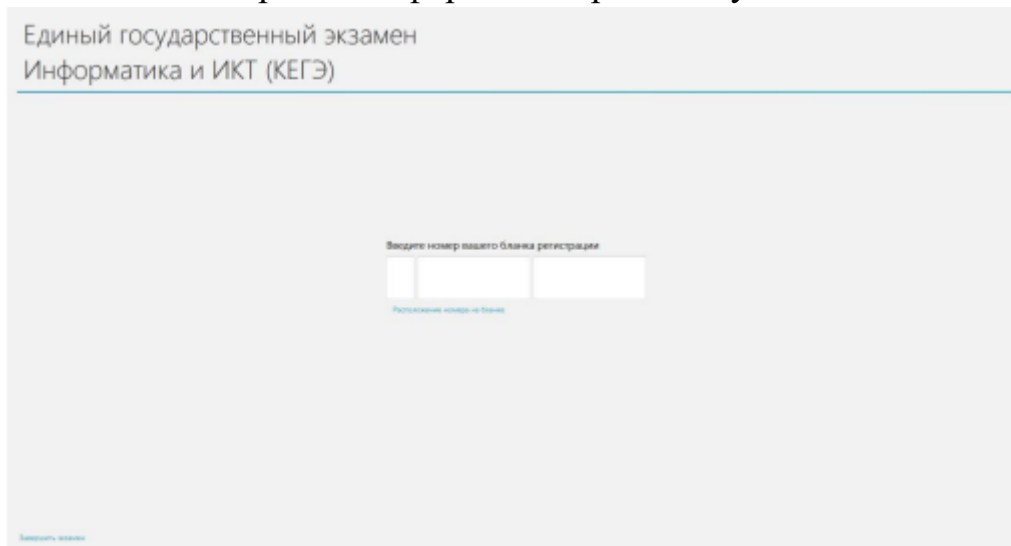 Единый государственный экзамен
Информатика и ИКТ (КЕГЭ)
Введите номер вашего бланка регистрации
Расположение номера на бланке
Завершить экзамен